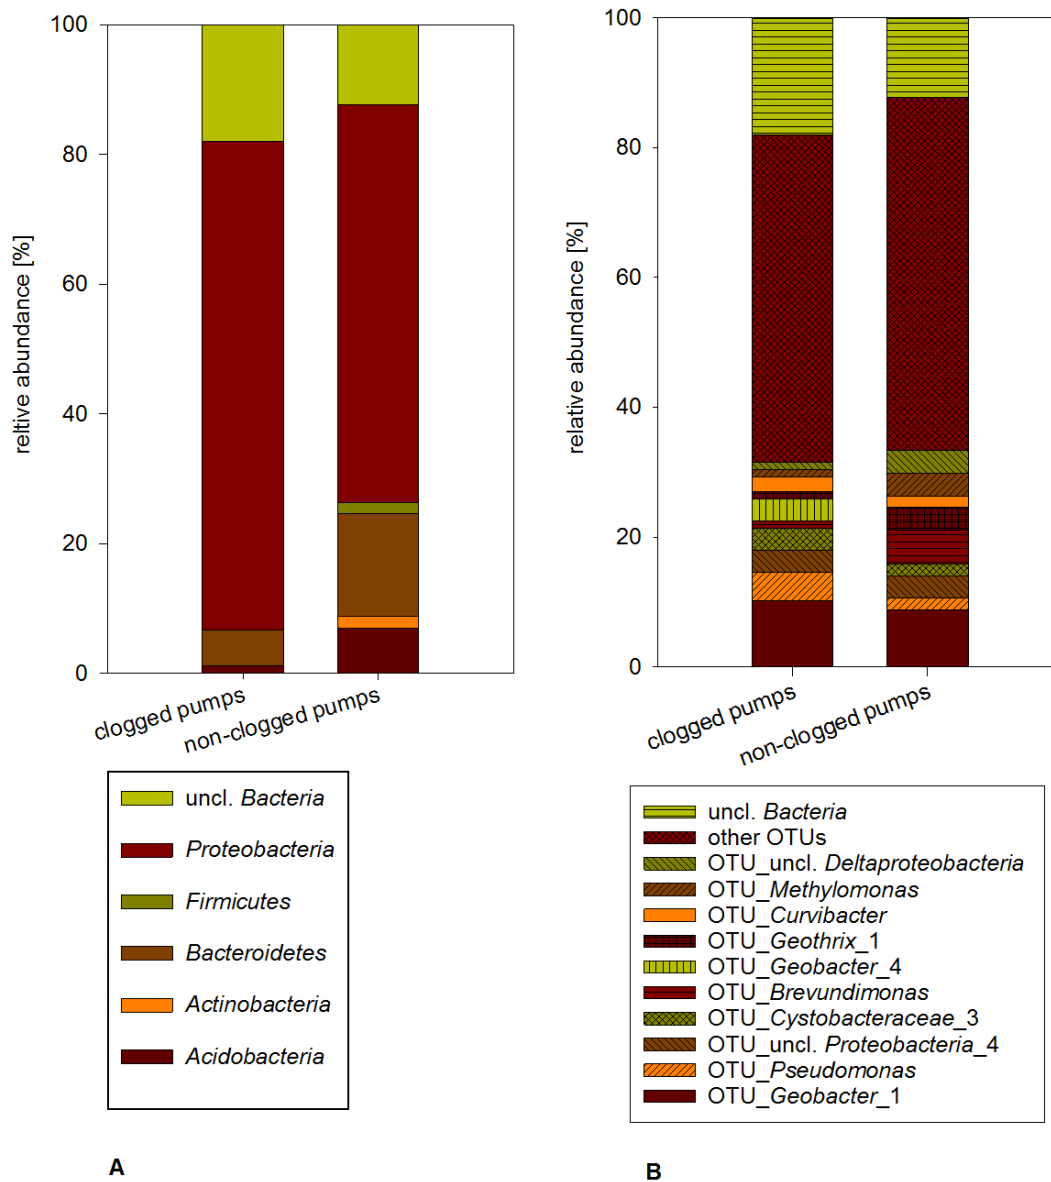 100
80
60
40
20
0
reltive abundance [%]
clogged pumps
non-clogged pumps
uncl. Bacteria
Proteobacteria
Firmicutes
Bacteroidetes
Actinobacteria
Acidobacteria
A
100
80
60
40
20
0
relative abundance [%]
clogged pumps
non-clogged pumps
uncl. Bacteria
other OTUs
OTU_uncl. Deltaproteobacteria
OTU_Methylomonas
OTU_Curvibacter
OTU_Geothrix_1
OTU_Geobacter_4
OTU_Brevundimonas
OTU_Cystobacteraceae_3
OTU_uncl. Proteobacteria_4
OTU_Pseudomonas
OTU_Geobacter_1
B